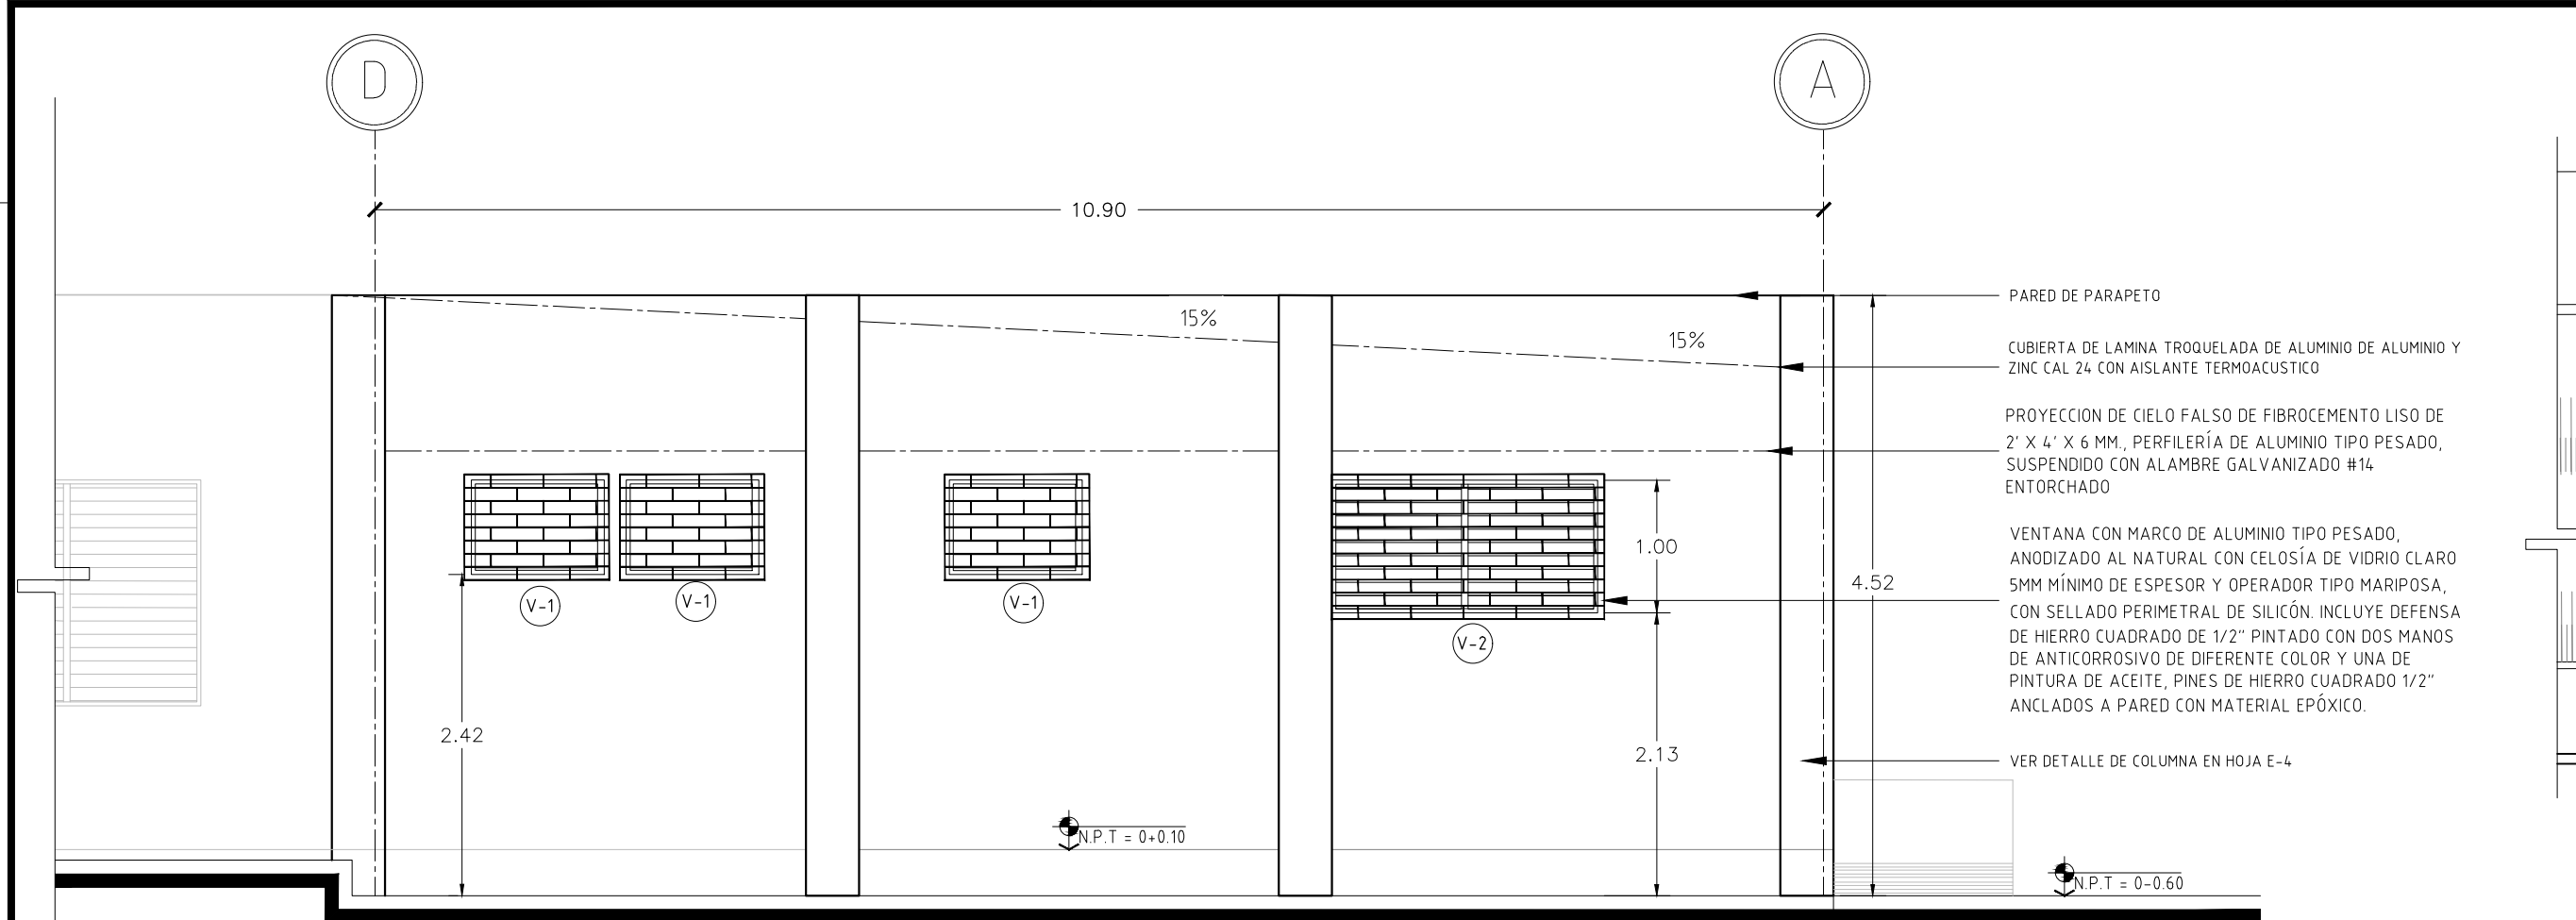 D
A
10.90
15%
15%
PARED DE PARAPETO
CUBIERTA DE LAMINA TROQUELADA DE ALUMINIO DE ALUMINIO Y
ZINC CAL 24 CON AISLANTE TERMOACUSTICO
PROYECCION DE CIELO FALSO DE FIBROCEMENTO LISO DE
2' X 4' X 6 MM., PERFILERÍA DE ALUMINIO TIPO PESADO,
SUSPENDIDO CON ALAMBRE GALVANIZADO #14
ENTORCHADO
VENTANA CON MARCO DE ALUMINIO TIPO PESADO,
ANODIZADO AL NATURAL CON CELOSÍA DE VIDRIO CLARO
5MM MÍNIMO DE ESPESOR Y OPERADOR TIPO MARIPOSA,
CON SELLADO PERIMETRAL DE SILICÓN. INCLUYE DEFENSA
DE HIERRO CUADRADO DE 1/2" PINTADO CON DOS MANOS
DE ANTICORROSIVO DE DIFERENTE COLOR Y UNA DE
PINTURA DE ACEITE, PINES DE HIERRO CUADRADO 1/2"
ANCLADOS A PARED CON MATERIAL EPÓXICO.
VER DETALLE DE COLUMNA EN HOJA E-4
1.00
4.52
V-1
V-1
V-1
V-2
2.42
2.13
N.P.T = 0+0.10
N.P.T = 0-0.60